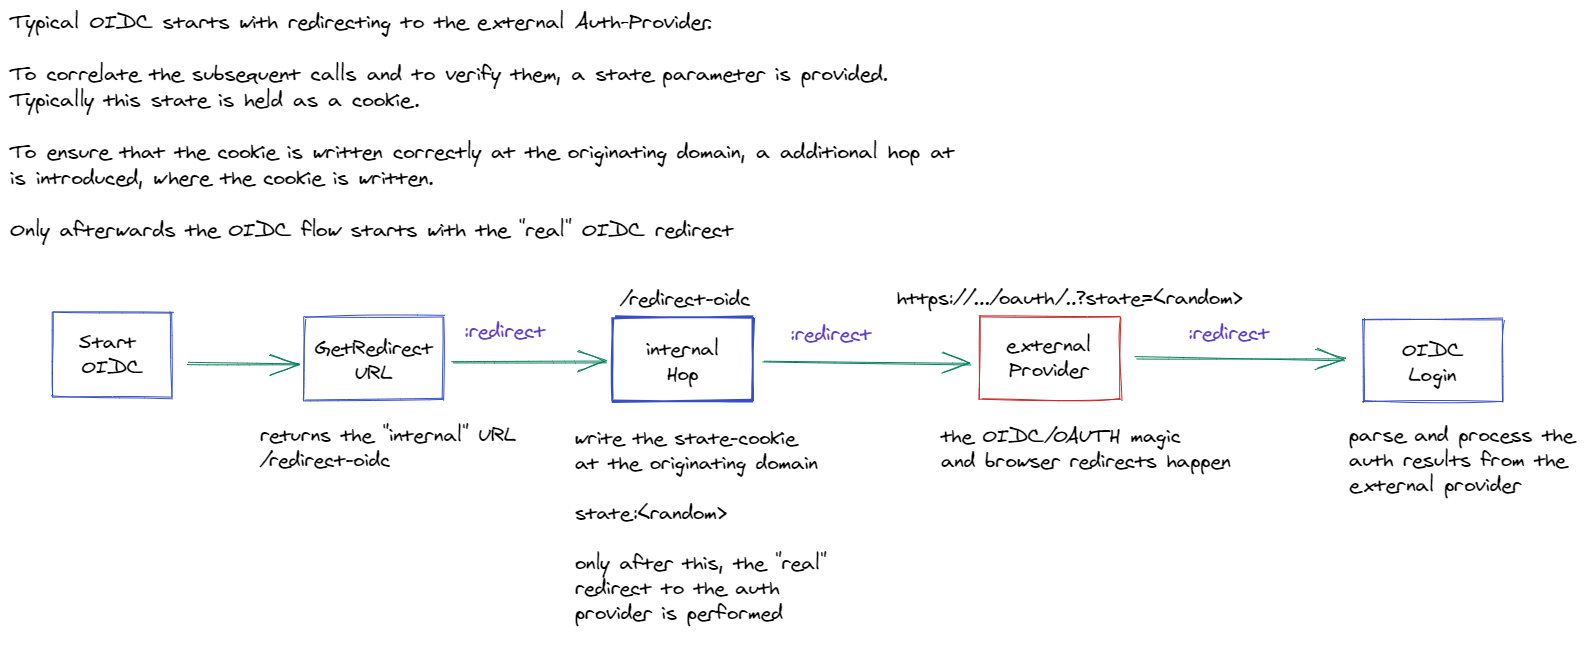 Typical OIDC starts with redirecting to the external Auth-Provider.
To correlate the subsequent calls and to verify them, a state parameter is provided.
Typically this state is held as a cookie.
To ensure that the cookie is written correctly at the originating domain, a additional hop at
is introduced, where the cookie is written.
Only afterwards the OIDC flow starts with the "real" OIDC redirect
/redirect-oidc
https://.../oauth/..?state=<random>
Start
OIDC
GetRedirect
URL
:redirect
internal
Hop
:redirect
external
Provider
:redirect
OIDC
Login
returns the "internal" URL
/redirect-oidc
write the state-cookie
at the originating domain
state:<random>
only after this, the "real"
redirect to the auth
provider is performed
the OIDC/OAUTH magic
and browser redirects happen
parse and process the
auth results from the
external provider